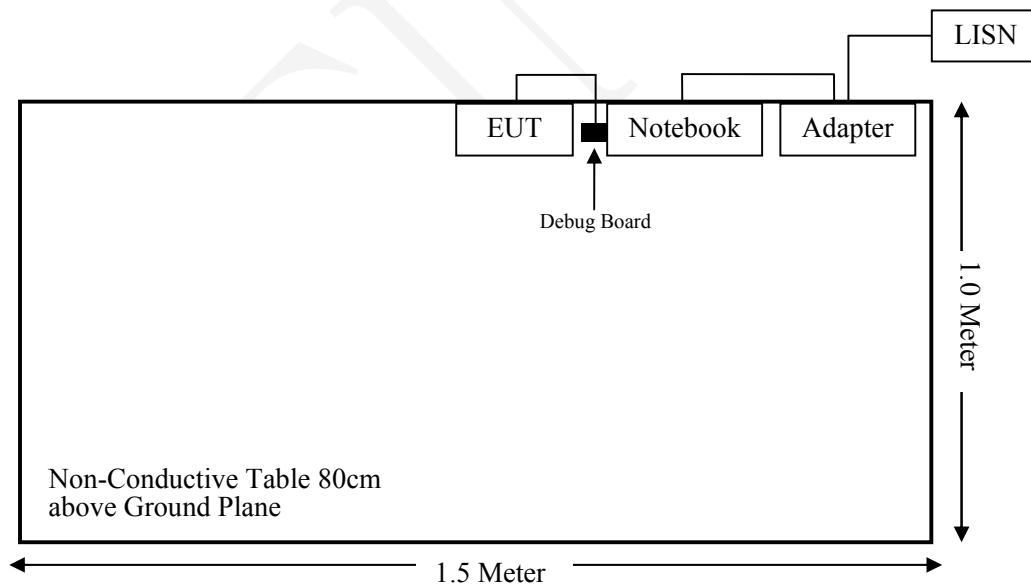 LISN
EUT
Notebook
Adapter
Debug Board
1.0 Meter
Non-Conductive Table 80cm
above Ground Plane
1.5 Meter